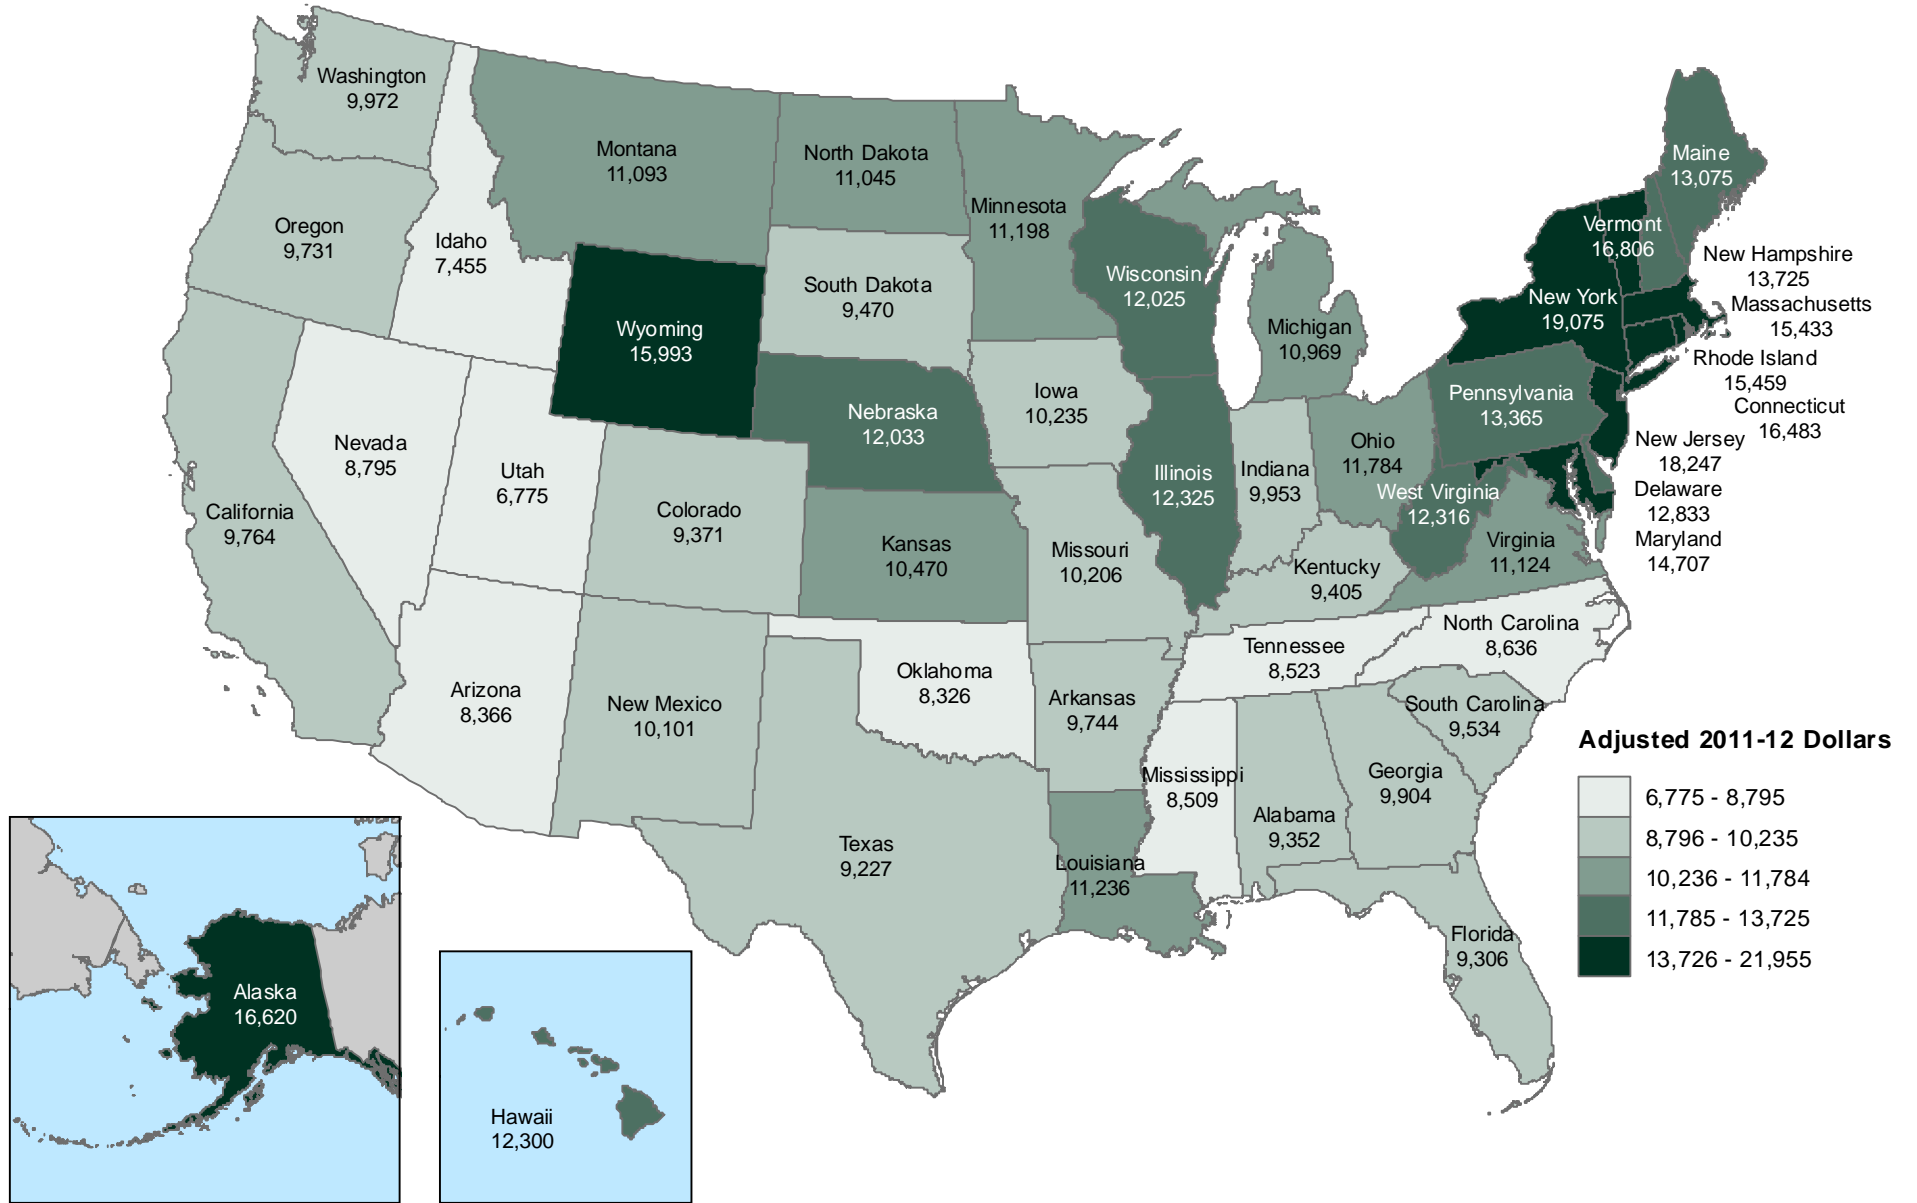 Washington
9,972
Oregon
9,731
California
9,764
Idaho
7,455
Nevada
8,795
Utah
6,775
Arizona
8,366
Montana
11,093
Wyoming
15,993
Colorado
9,371
New Mexico
10,101
North Dakota
11,045
South Dakota
9,470
Nebraska
12,033
Kansas
10,470
Oklahoma
8,326
Texas
9,227
Minnesota
11,198
Iowa
10,235
Missouri
10,206
Arkansas
9,744
Louisiana
11,236
Wisconsin
12,025
Illinois
12,325
Michigan
10,969
Indiana
9,953
Ohio
11,784
Kentucky
9,405
Tennessee
8,523
Mississippi
8,509
Alabama
9,352
Georgia
9,904
Florida
9,306
South Carolina
9,534
North Carolina
8,636
Virginia
11,124
West Virginia
12,316
Pennsylvania
13,365
New York
19,075
Vermont
16,806
Maine
13,075
New Hampshire
13,725
Massachusetts
15,433
Rhode Island
15,459
Connecticut
16,483
New Jersey
18,247
Delaware
12,833
Maryland
14,707
Alaska
16,620
Hawaii
12,300
Adjusted 2011-12 Dollars
6,775 - 8,795
8,796 - 10,235
10,236 - 11,784
11,785 - 13,725
13,726 - 21,955